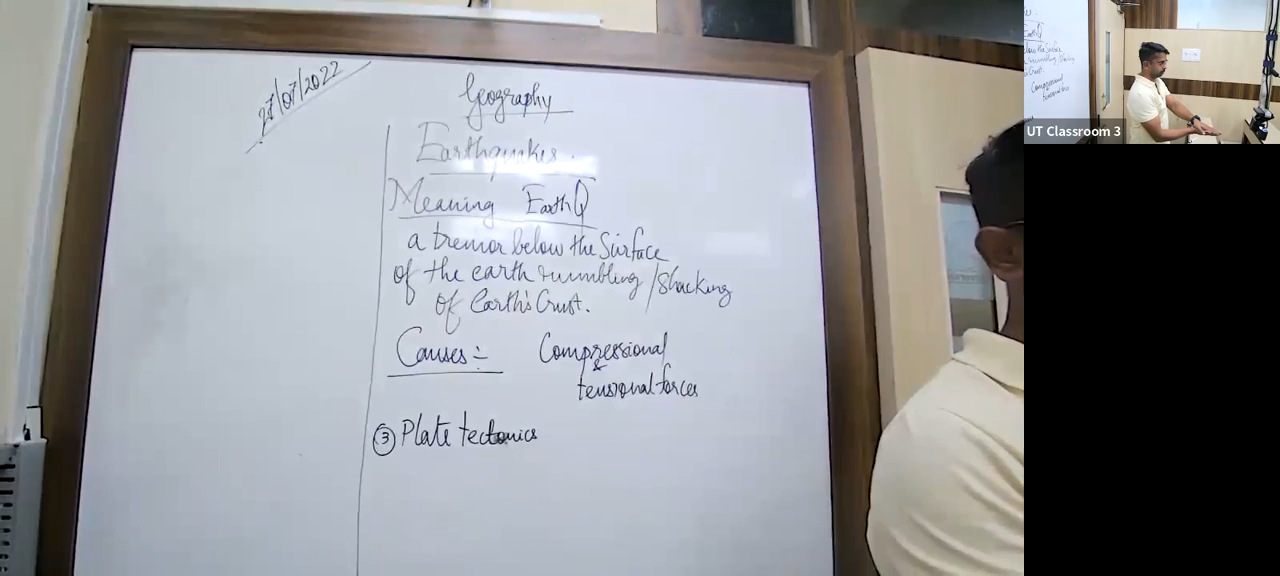 27/07/2022
Geography
Earthquakes.
Meaning EarthQ
a tremor below the Surface
of the earth rumbling/Shacking
of Earth's Crust.
Causes:- Compressional
&
tensional forces
③ Plate tectonics
UT Classroom 3